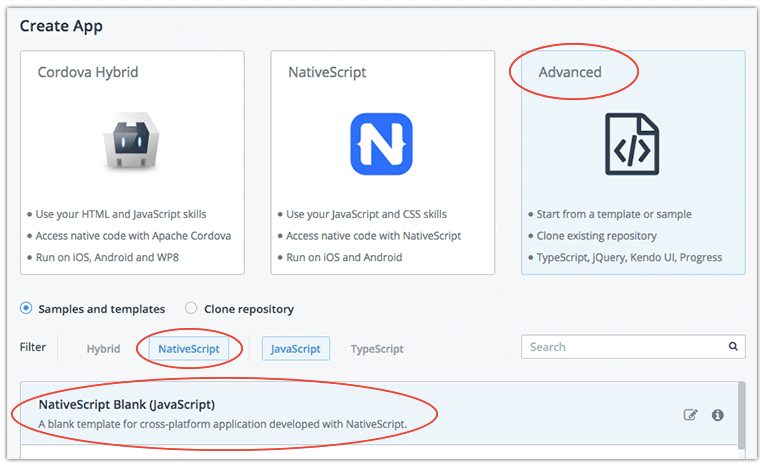 Create App
Cordova Hybrid
• Use your HTML and JavaScript skills
• Access native code with Apache Cordova
• Run on iOS, Android and WP8
NativeScript
N
• Use your JavaScript and CSS skills
• Access native code with NativeScript
• Run on iOS and Android
Advanced
</>
• Start from a template or sample
• Clone existing repository
• TypeScript, jQuery, Kendo UI, Progress
Samples and templates Clone repository
Filter Hybrid NativeScript JavaScript TypeScript Search
NativeScript Blank (JavaScript)
A blank template for cross-platform application developed with NativeScript.